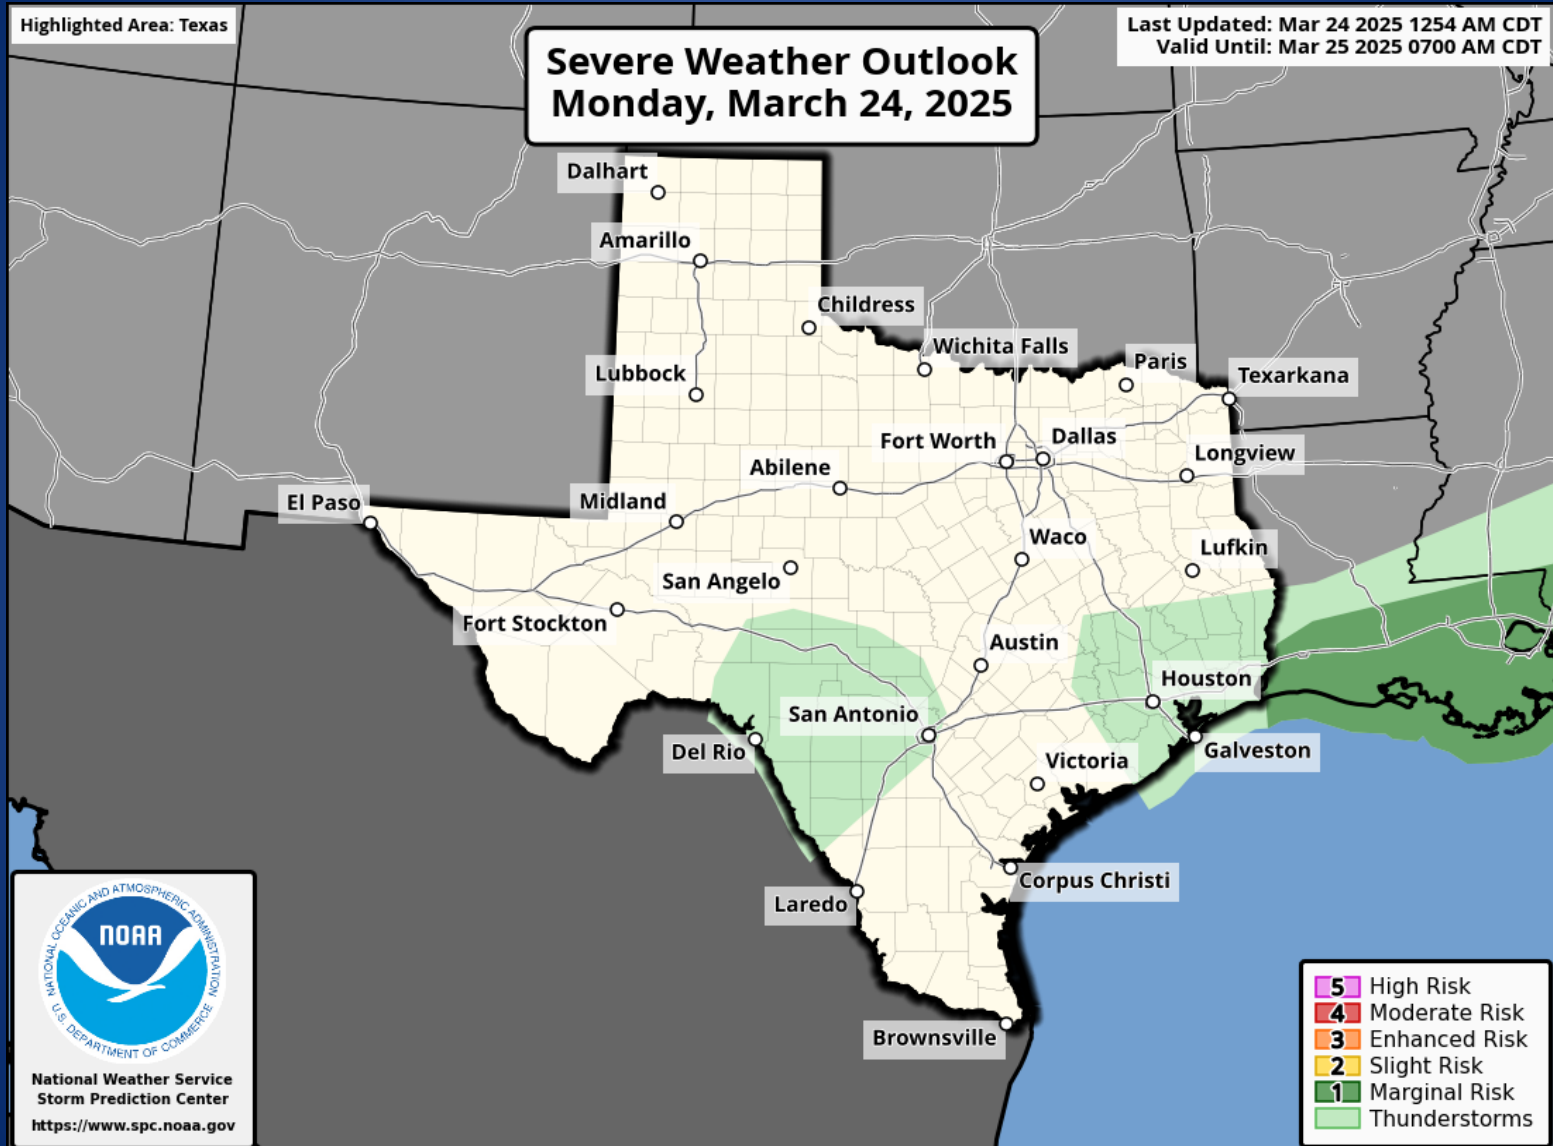 Highlighted Area: Texas
Severe Weather Outlook
Monday, March 24, 2025
Last Updated: Mar 24 2025 1254 AM CDT
Valid Until: Mar 25 2025 0700 AM CDT
Dalhart
Amarillo
Childress
Wichita Falls
Paris
Texarkana
Lubbock
Fort Worth
Dallas
Longview
Abilene
Midland
El Paso
Waco
Lufkin
San Angelo
Fort Stockton
Austin
Houston
San Antonio
Del Rio
Galveston
Victoria
Corpus Christi
Laredo
Brownsville
NATIONAL OCEANIC AND ATMOSPHERIC ADMINISTRATION
NOAA
U.S. DEPARTMENT OF COMMERCE
National Weather Service
Storm Prediction Center
https://www.spc.noaa.gov
5 High Risk
4 Moderate Risk
3 Enhanced Risk
2 Slight Risk
1 Marginal Risk
Thunderstorms